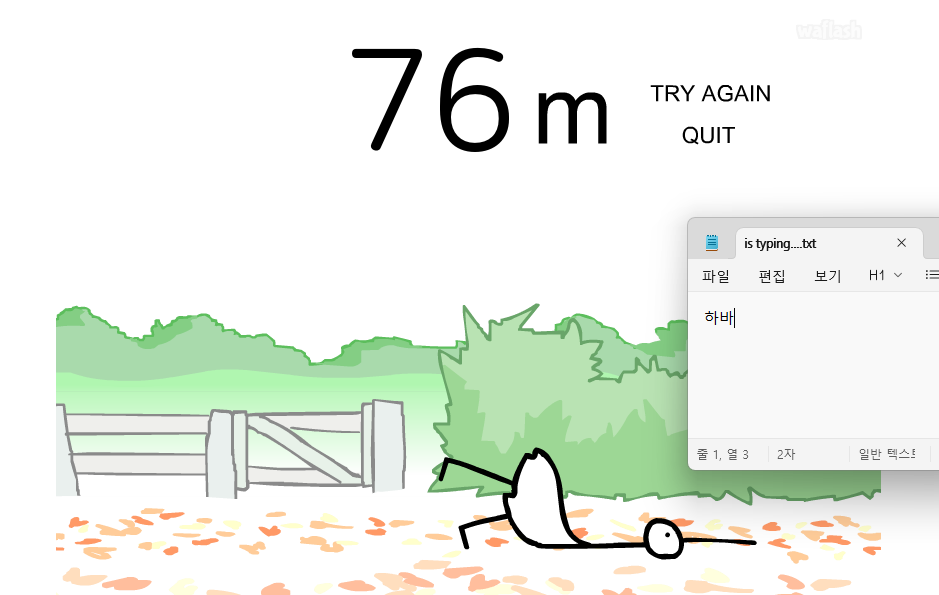 wallash
76 m
TRY AGAIN
QUIT
is typing....txt
파일 편집 보기 H1
하바
줄 1, 열 3 2자 일반 텍스트